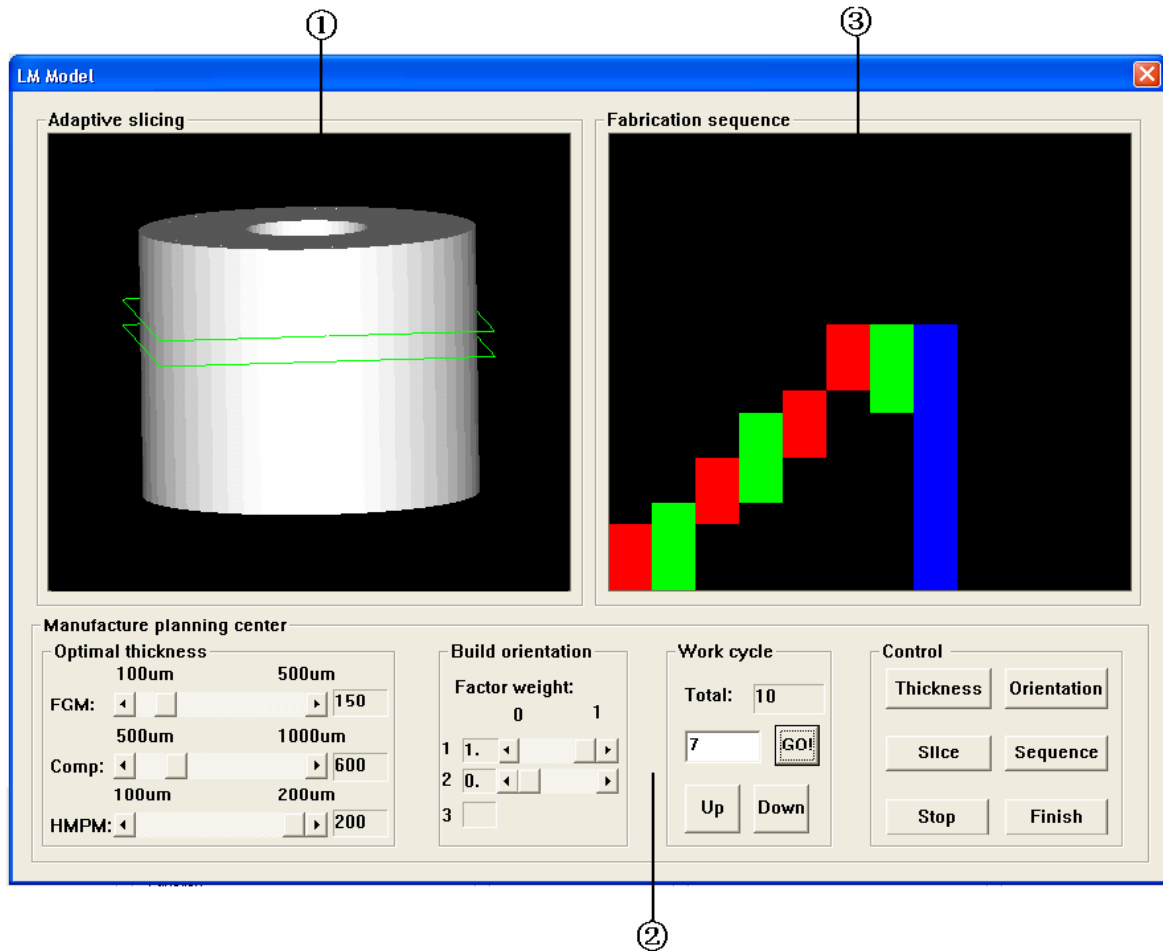 ① ③
LM Model
Adaptive slicing
Fabrication sequence
Manufacture planning center
Optimal thickness
100um 500um
FGM: 150
500um 1000um
Comp: 600
100um 200um
HMPM: 200
Build orientation
Factor weight:
0 1
1 1.
2 0.
3
Work cycle
Total: 10
7 GO!
Up Down
Control
Thickness Orientation
Slice Sequence
Stop Finish
②